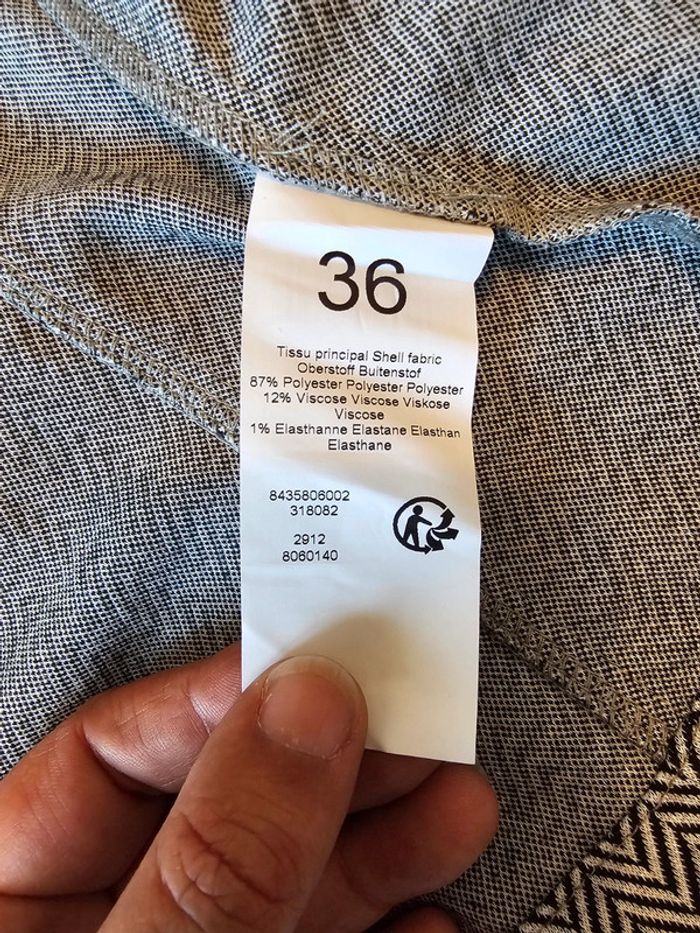 36
Tissu principal Shell fabric
Oberstoff Buitenstof
87% Polyester Polyester Polyester
12% Viscose Viscose Viskose
Viscose
1% Elasthanne Elastane Elasthan
Elasthane
8435806002
318082
2912
8060140